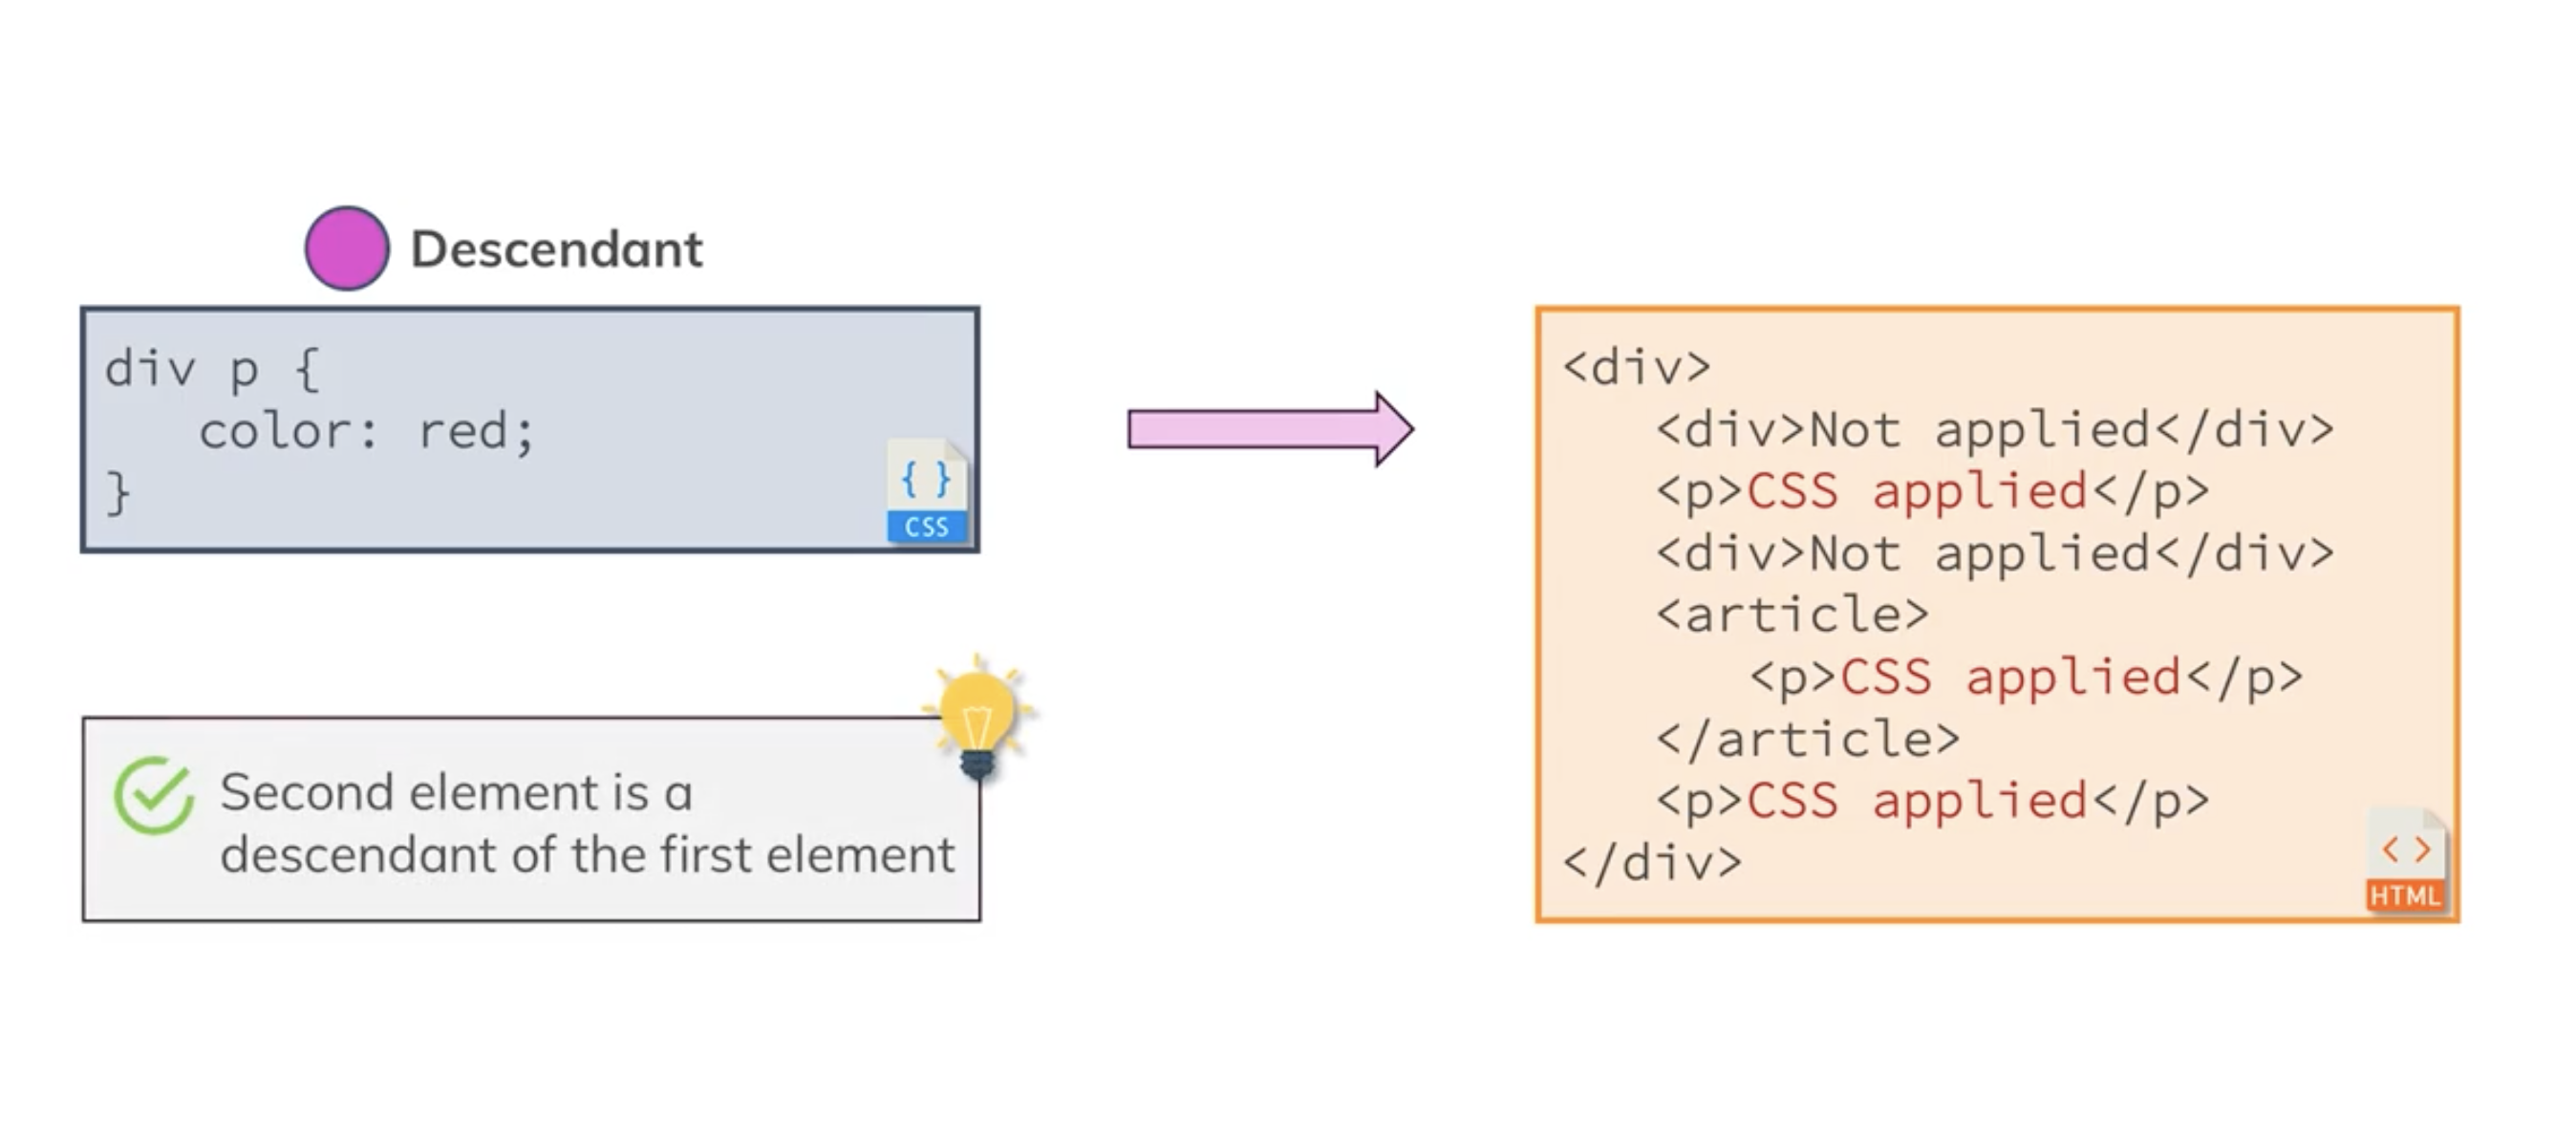 Descendant
div p {
color: red;
}
{ }
CSS
Second element is a
descendant of the first element
<div>
<div>Not applied</div>
<p>CSS applied</p>
<div>Not applied</div>
<article>
<p>CSS applied</p>
</article>
<p>CSS applied</p>
</div>
< >
HTML